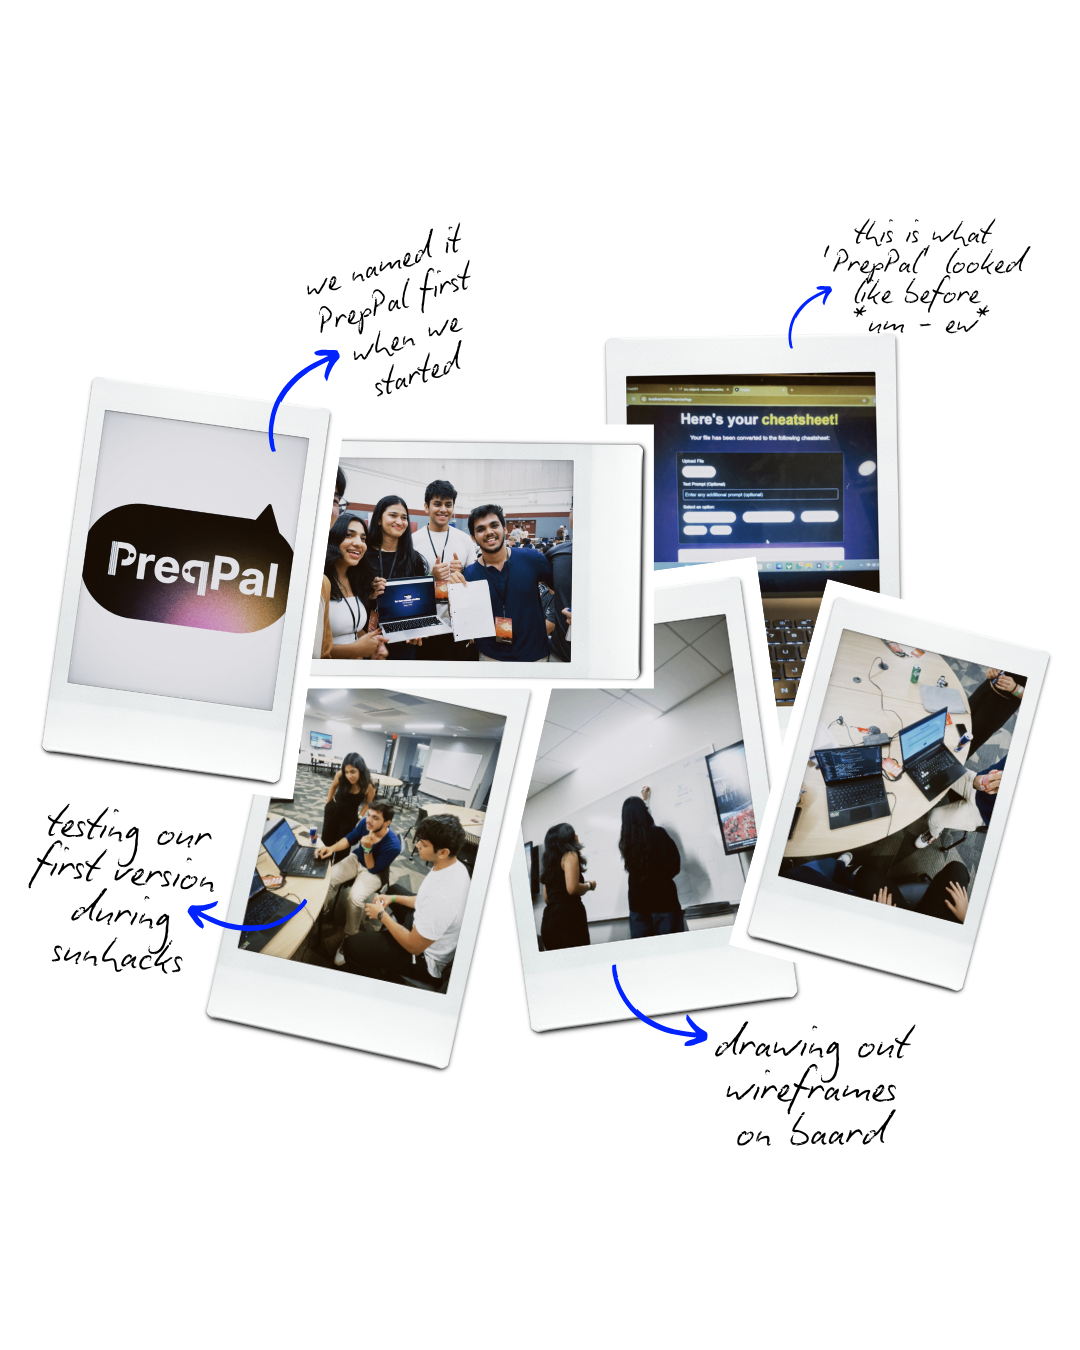 we named it
PrepPal first
when we
started
this is what
'PrepPal' looked
like before
*um - ew*
PreqPal
Here's your cheatsheet!
Your file has been converted to the following cheatsheet:
Upload File
Text Prompt (Optional)
Enter any additional prompt (optional)
Select an option
testing our
first version
during
sunhacks
drawing out
wireframes
on baard